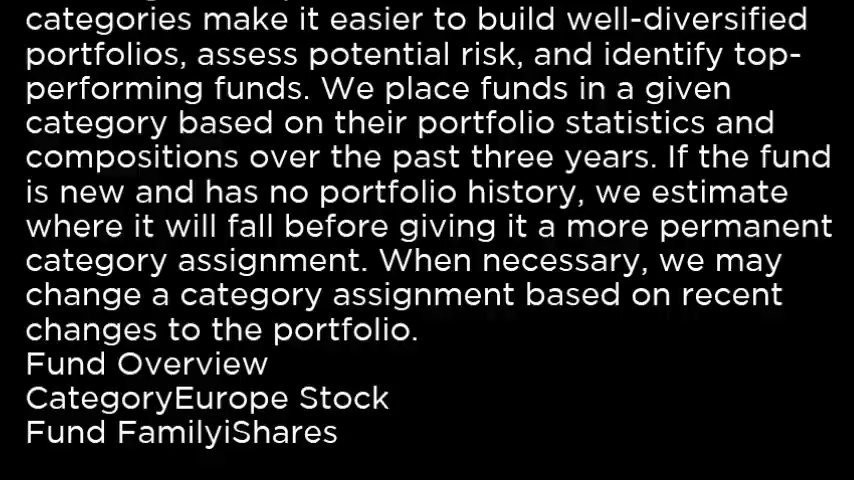 categories make it easier to build well-diversified
portfolios, assess potential risk, and identify top-
performing funds. We place funds in a given
category based on their portfolio statistics and
compositions over the past three years. If the fund
is new and has no portfolio history, we estimate
where it will fall before giving it a more permanent
category assignment. When necessary, we may
change a category assignment based on recent
changes to the portfolio.
Fund Overview
CategoryEurope Stock
Fund FamilyiShares